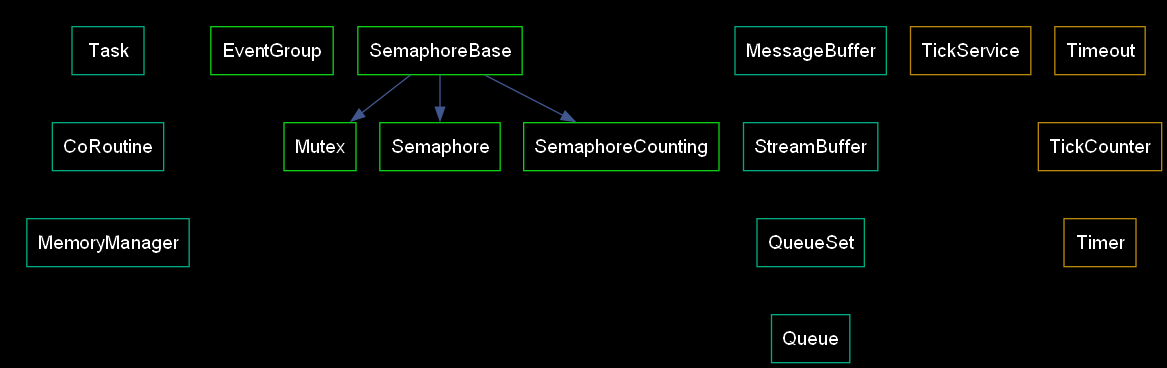 Task
EventGroup
SemaphoreBase
MessageBuffer
TickService
Timeout
CoRoutine
Mutex
Semaphore
SemaphoreCounting
StreamBuffer
TickCounter
MemoryManager
QueueSet
Timer
Queue